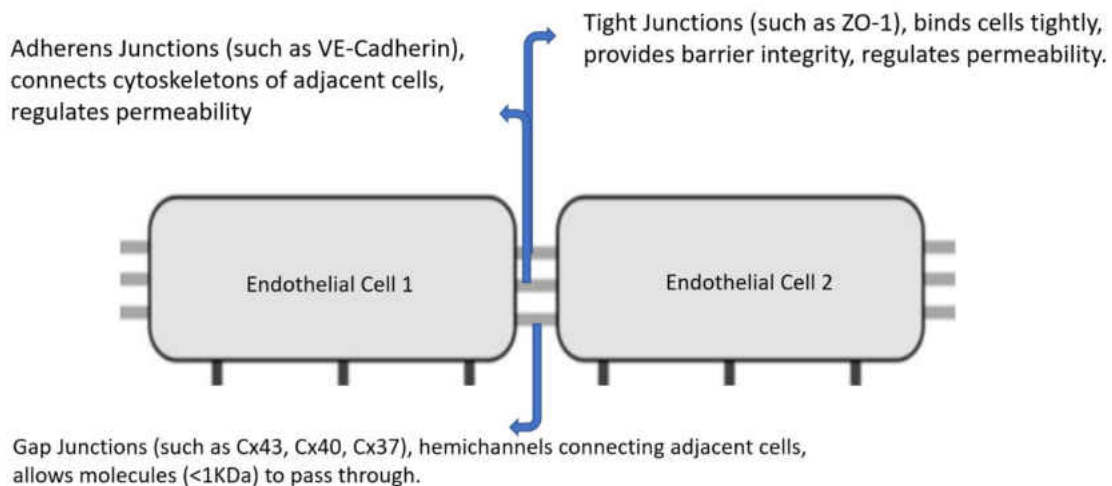 Adherens Junctions (such as VE-Cadherin),
connects cytoskeletons of adjacent cells,
regulates permeability
Tight Junctions (such as ZO-1), binds cells tightly,
provides barrier integrity, regulates permeability.
Endothelial Cell 1
Endothelial Cell 2
Gap Junctions (such as Cx43, Cx40, Cx37), hemichannels connecting adjacent cells,
allows molecules (<1KDa) to pass through.